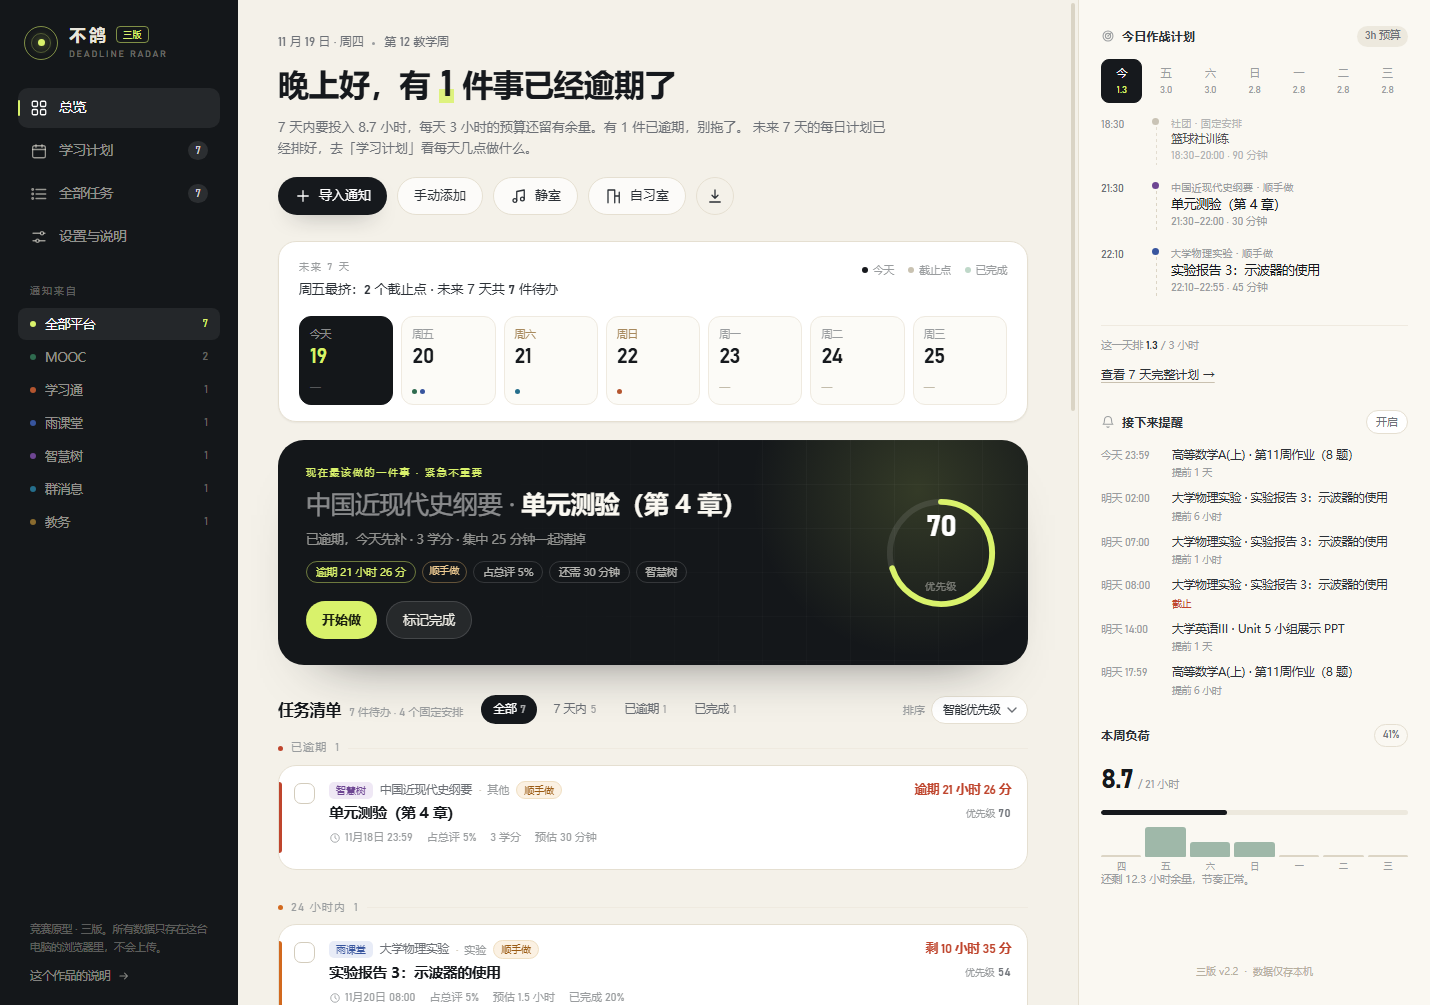 不鸽 三版
DEADLINE RADAR
总览
学习计划 7
全部任务 7
设置与说明
通知来自
全部平台 7
MOOC 2
学习通 1
雨课堂 1
智慧树 1
群消息 1
教务 1
竞赛原型 · 三版。所有数据只存在这台
电脑的浏览器里，不会上传。
这个作品的说明 →
11 月 19 日 · 周四 · 第 12 教学周
晚上好，有 1 件事已经逾期了
7 天内要投入 8.7 小时，每天 3 小时的预算还留有余量。有 1 件已逾期，别拖了。 未来 7 天的每日计划已
经排好，去「学习计划」看每天几点做什么。
导入通知 手动添加 静室 自习室
未来 7 天
周五最挤：2 个截止点 · 未来 7 天共 7 件待办
今天 截止点 已完成
今天 周五 周六 周日 周一 周二 周三
19 20 21 22 23 24 25
— — — —
现在最该做的一件事 · 紧急不重要
中国近现代史纲要 · 单元测验（第 4 章）
已逾期，今天先补 · 3 学分 · 集中 25 分钟一起清掉
逾期 21 小时 26 分 顺手做 占总评 5% 还需 30 分钟 智慧树
开始做 标记完成
70
优先级
任务清单 7 件待办 · 4 个固定安排 全部 7 7 天内 5 已逾期 1 已完成 1 排序 智能优先级
已逾期 1
智慧树 中国近现代史纲要 · 其他 顺手做 逾期 21 小时 26 分
单元测验（第 4 章） 优先级 70
11月18日 23:59 占总评 5% 3 学分 预估 30 分钟
24 小时内 1
雨课堂 大学物理实验 · 实验 顺手做 剩 10 小时 35 分
实验报告 3：示波器的使用 优先级 54
11月20日 08:00 占总评 5% 预估 1.5 小时 已完成 20%
今日作战计划 3h 预算
今 五 六 日 一 二 三
1.3 3.0 3.0 2.8 2.8 2.8 2.8
18:30 社团 · 固定安排
篮球社训练
18:30–20:00 · 90 分钟
21:30 中国近现代史纲要 · 顺手做
单元测验（第 4 章）
21:30–22:00 · 30 分钟
22:10 大学物理实验 · 顺手做
实验报告 3：示波器的使用
22:10–22:55 · 45 分钟
这一天排 1.3 / 3 小时
查看 7 天完整计划 →
接下来提醒 开启
今天 23:59 高等数学A(上) · 第11周作业（8 题）
提前 1 天
明天 02:00 大学物理实验 · 实验报告 3：示波器的使用
提前 6 小时
明天 07:00 大学物理实验 · 实验报告 3：示波器的使用
提前 1 小时
明天 08:00 大学物理实验 · 实验报告 3：示波器的使用
截止
明天 14:00 大学英语III · Unit 5 小组展示 PPT
提前 1 天
明天 17:59 高等数学A(上) · 第11周作业（8 题）
提前 6 小时
本周负荷 41%
8.7 / 21 小时
四 五 六 日 一 二 三
还剩 12.3 小时余量，节奏正常。
三版 v2.2 · 数据仅存本机